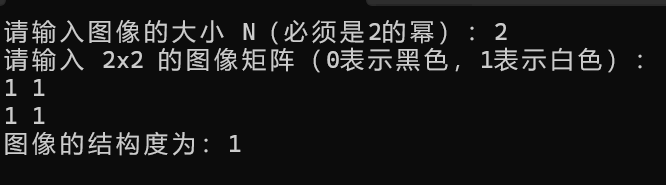 请输入图像的大小 N（必须是2的幂）：2
请输入 2x2 的图像矩阵（0表示黑色，1表示白色）：
1 1
1 1
图像的结构度为：1